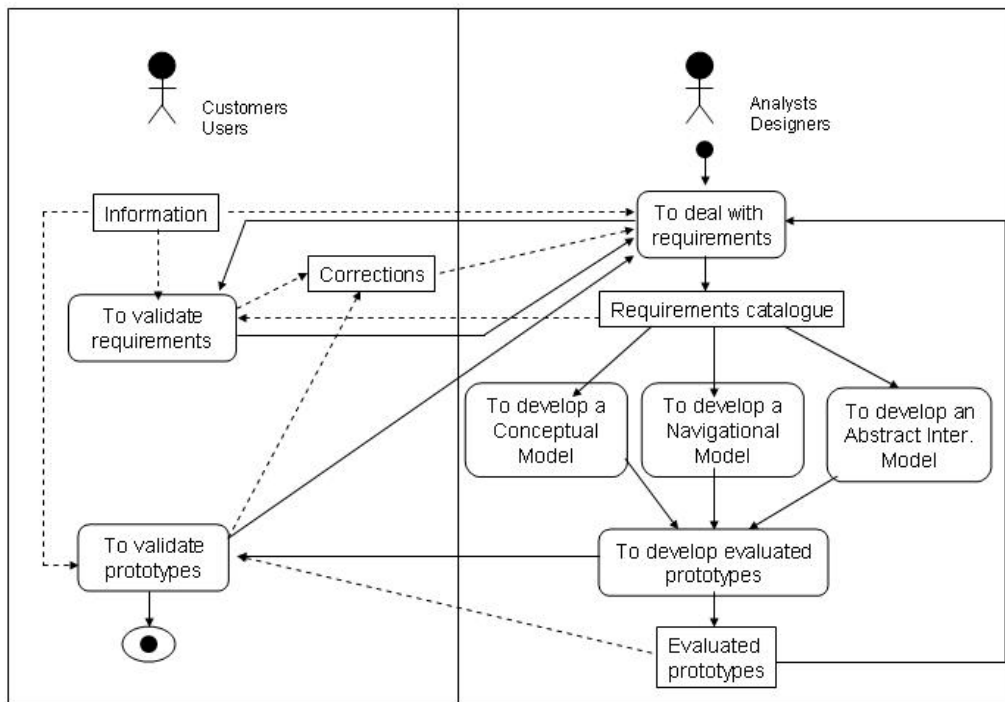 Customers
Users
Analysts
Designers
Information
To deal with
requirements
Corrections
To validate
requirements
Requirements catalogue
To develop a
Conceptual
Model
To develop a
Navigational
Model
To develop an
Abstract Inter.
Model
To validate
prototypes
To develop evaluated
prototypes
Evaluated
prototypes